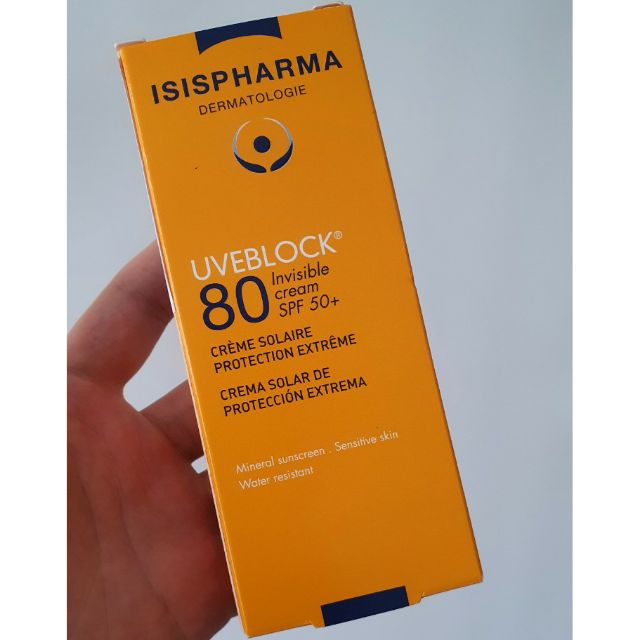 ISISPHARMA
DERMATOLOGIE
UVEBLOCK®
80 Invisible
cream
SPF 50+
CRÈME SOLAIRE
PROTECTION EXTRÊME
CREMA SOLAR DE
PROTECCIÓN EXTREMA
Mineral sunscreen . Sensitive skin
Water resistant